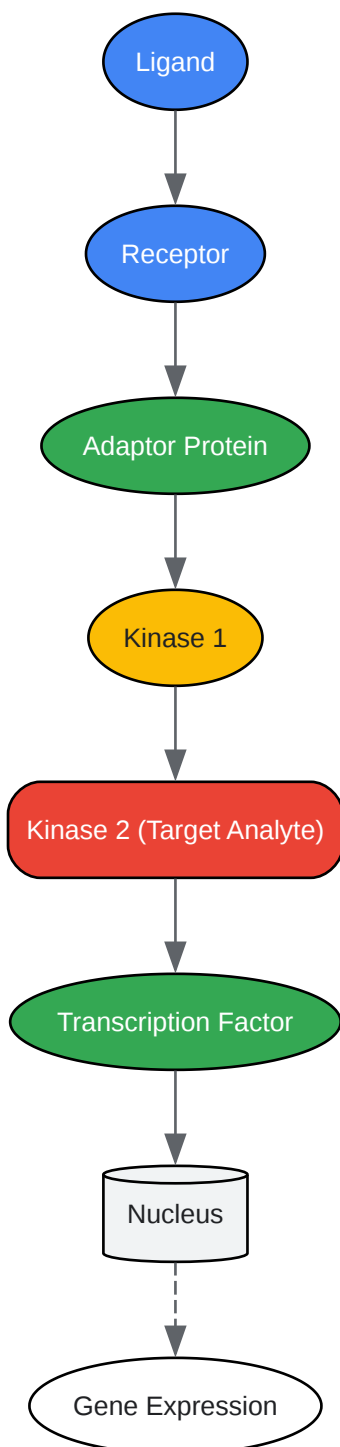 Ligand
Receptor
Adaptor Protein
Kinase 1
Kinase 2 (Target Analyte)
Transcription Factor
Nucleus
Gene Expression